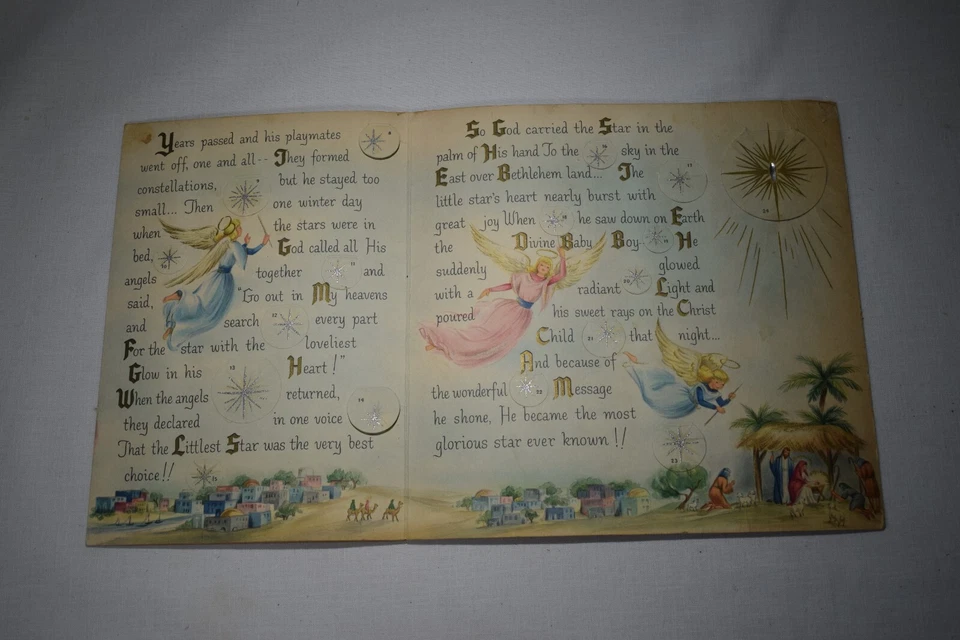 Years passed and his playmates
went off, one and all-- They formed
constellations, but he stayed too
small... Then one winter day
when the stars were in
bed, God called all His
angels together and
said, "Go out in My heavens
and search every part
For the star with the loveliest
Glow in his Heart!"
When the angels returned,
they declared in one voice
That the Littlest Star was the very best
choice!!
So God carried the Star in the
palm of His hand To the sky in the
East over Bethlehem land... The
little star's heart nearly burst with
great joy When he saw down on Earth
the Divine Baby Boy He
suddenly glowed
with a radiant Light and
poured his sweet rays on the Christ
Child that night...
And because of
the wonderful Message
he shone, He became the most
glorious star ever known!!